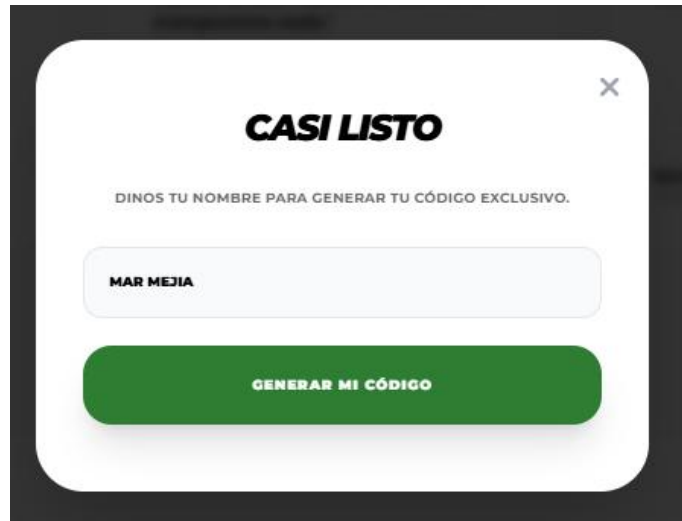 CASI LISTO
DINOS TU NOMBRE PARA GENERAR TU CÓDIGO EXCLUSIVO.
MAR MEJIA
GENERAR MI CÓDIGO